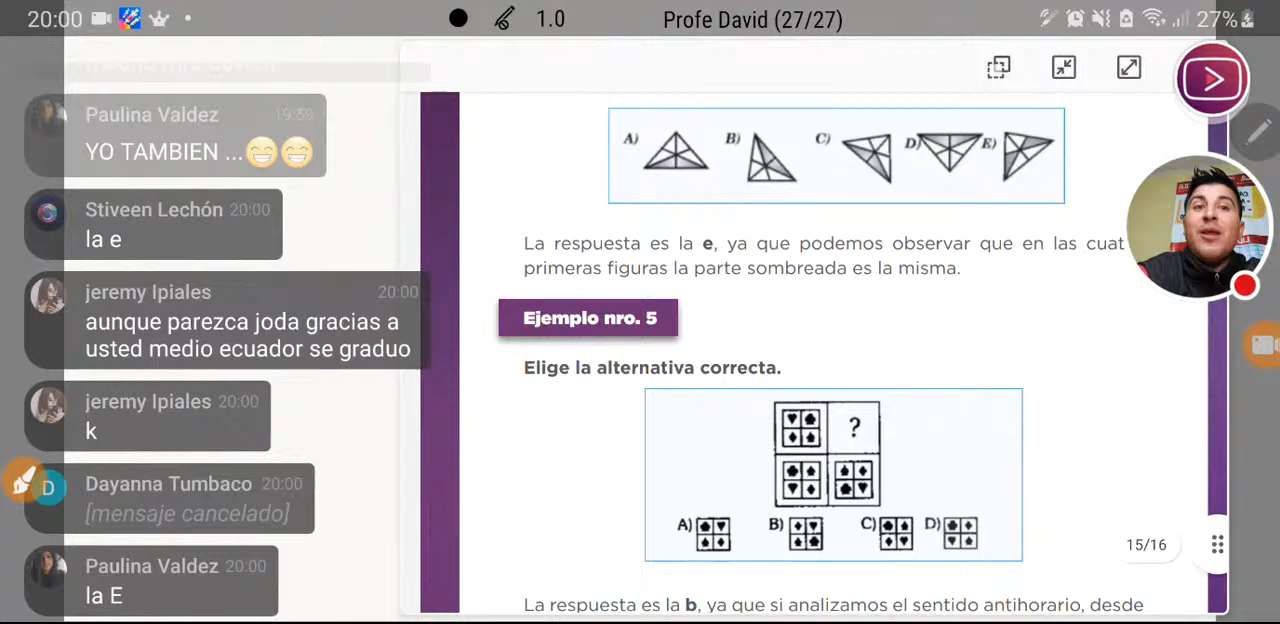 20:00
1.0
Profe David (27/27)
27%
Paulina Valdez 19:59
YO TAMBIEN ...😁😁
Stiveen Lechón 20:00
la e
jeremy Ipiales 20:00
aunque parezca joda gracias a
usted medio ecuador se graduo
jeremy Ipiales 20:00
k
D
Dayanna Tumbaco 20:00
[mensaje cancelado]
Paulina Valdez 20:00
la E
A) B) C) D) E)
La respuesta es la e, ya que podemos observar que en las cuat
primeras figuras la parte sombreada es la misma.
Ejemplo nro. 5
Elige la alternativa correcta.
?
A) B) C) D)
15/16
La respuesta es la b, ya que si analizamos el sentido antihorario, desde